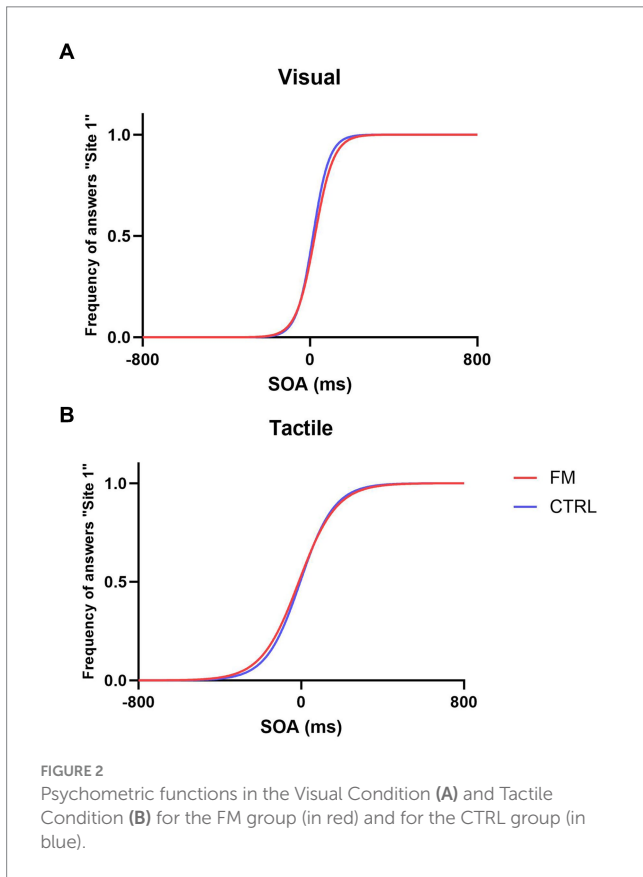 A
Visual
Frequency of answers "Site 1"
1.0
0.5
0.0
-800
0
800
SOA (ms)
B
Tactile
Frequency of answers "Site 1"
1.0
0.5
0.0
-800
0
800
SOA (ms)
FM
CTRL
FIGURE 2
Psychometric functions in the Visual Condition (A) and Tactile
Condition (B) for the FM group (in red) and for the CTRL group (in
blue).